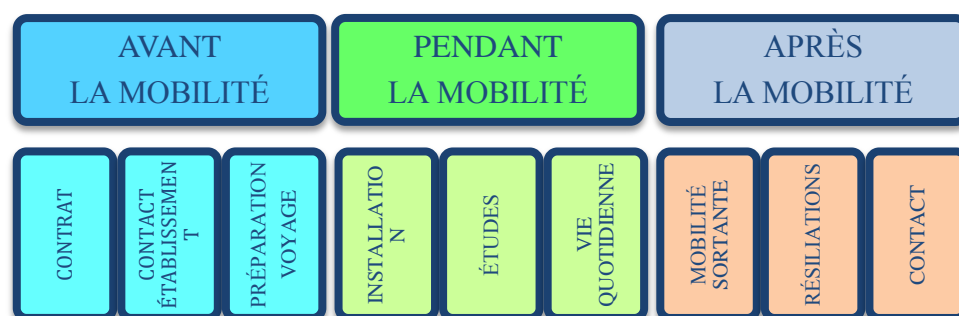 AVANT
LA MOBILITÉ
PENDANT
LA MOBILITÉ
APRÈS
LA MOBILITÉ
CONTRAT
CONTACT
ÉTABLISSEMEN
T
PRÉPARATION
VOYAGE
INSTALLATIO
N
ÉTUDES
VIE
QUOTIDIENNE
MOBILITÉ
SORTANTE
RÉSILIATIONS
CONTACT